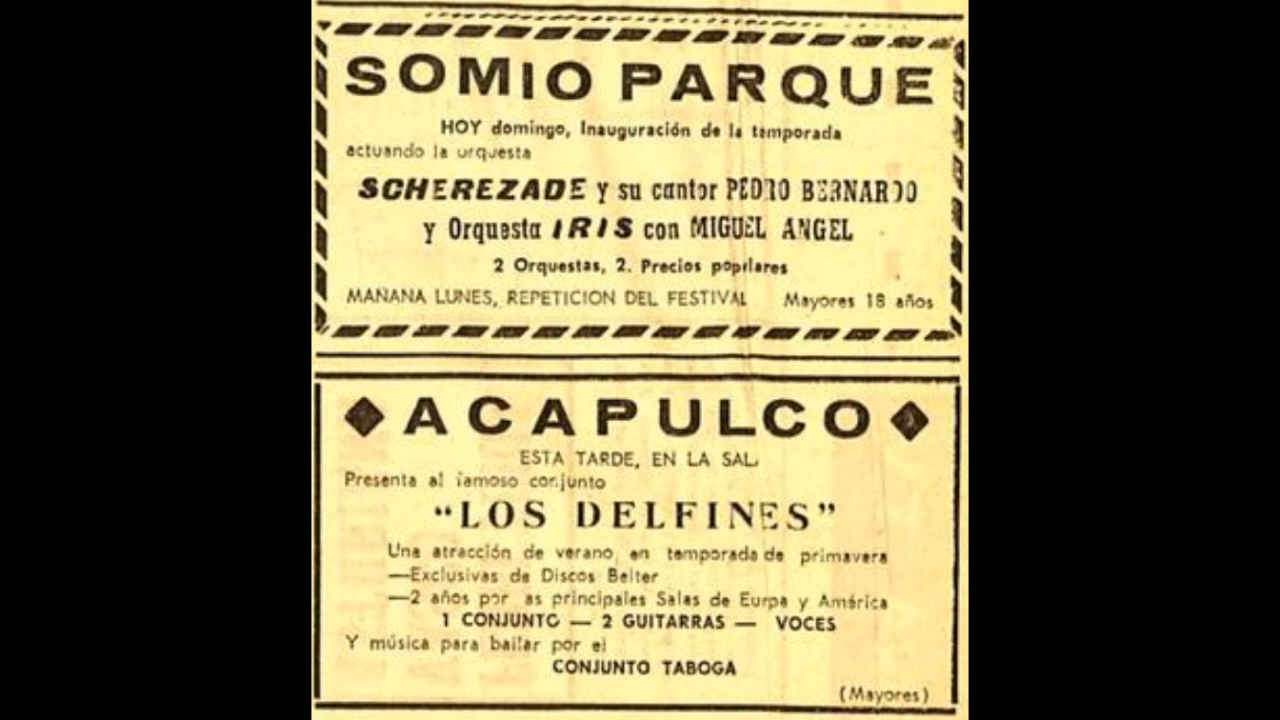 SOMIO PARQUE
HOY domingo, Inauguración de la temporada
actuando la orquesta
SCHEREZADE y su cantor PEDRO BERNARDO
y Orquesta IRIS con MIGUEL ANGEL
2 Orquestas, 2. Precios populares
MAÑANA LUNES, REPETICION DEL FESTIVAL Mayores 18 años
ACAPULCO
ESTA TARDE, EN LA SAL
Presenta al famoso conjunto
“LOS DELFINES”
Una atracción de verano, en temporada de primavera
—Exclusivas de Discos Belter
—2 años por as principales Salas de Eurpa y América
1 CONJUNTO — 2 GUITARRAS — VOCES
Y música para bailar por el
CONJUNTO TABOGA
(Mayores)